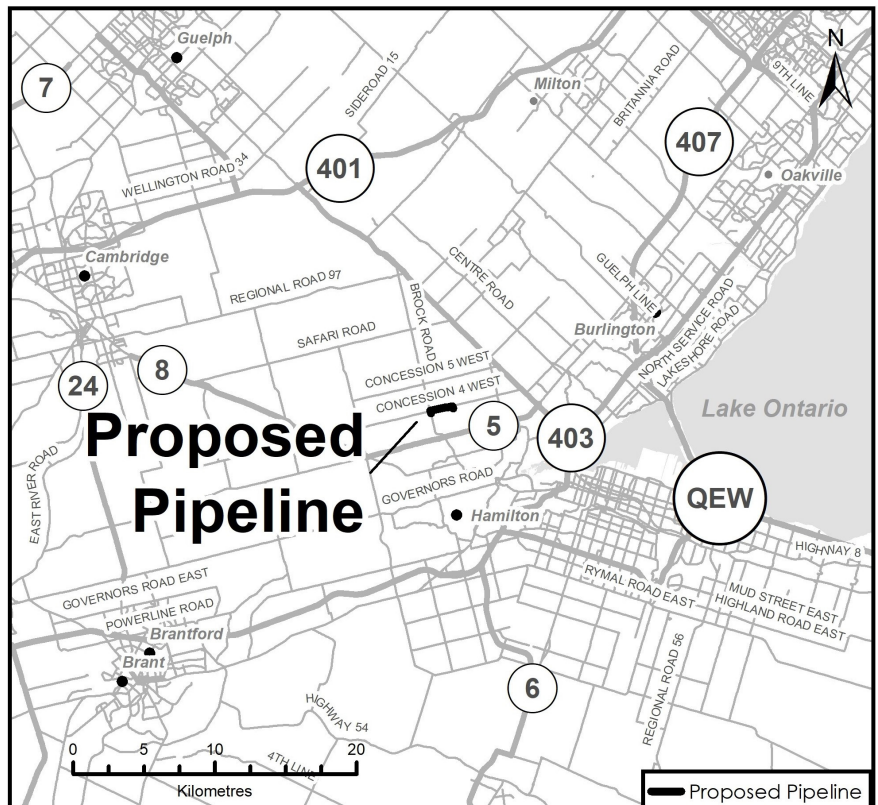 N
Guelph
7
SIDEROAD 15
Milton
BRITANNIA ROAD
9TH LINE
407
401
WELLINGTON ROAD 34
Oakville
Cambridge
CENTRE ROAD
GUELPH LINE
REGIONAL ROAD 97
BROCK ROAD
NORTH SERVICE ROAD
LAKESHORE ROAD
SAFARI ROAD
Burlington
CONCESSION 5 WEST
8
24
CONCESSION 4 WEST
Lake Ontario
5
403
Proposed
Pipeline
GOVERNORS ROAD
EAST RIVER ROAD
QEW
Hamilton
HIGHWAY 8
GOVERNORS ROAD EAST
RYMAL ROAD EAST
MUD STREET EAST
HIGHLAND ROAD EAST
POWERLINE ROAD
Brantford
Brant
REGIONAL ROAD 56
6
HIGHWAY 54
4TH LINE
0 5 10 20
Kilometres
Proposed Pipeline